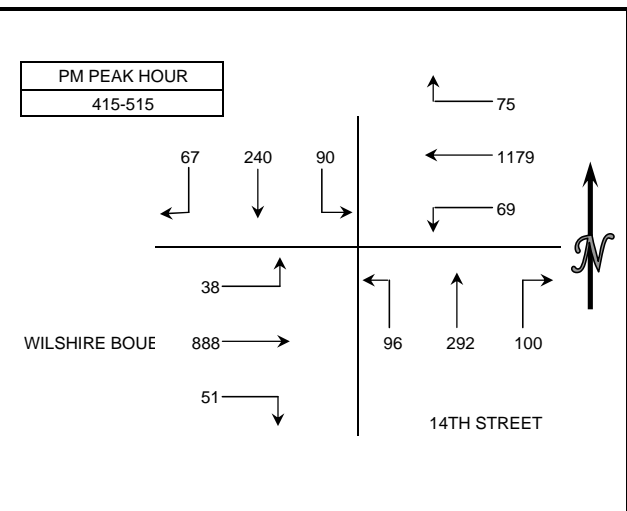 PM PEAK HOUR
415-515
75
67 240 90
1179
69
38
N
WILSHIRE BOUE 888
96 292 100
51
14TH STREET